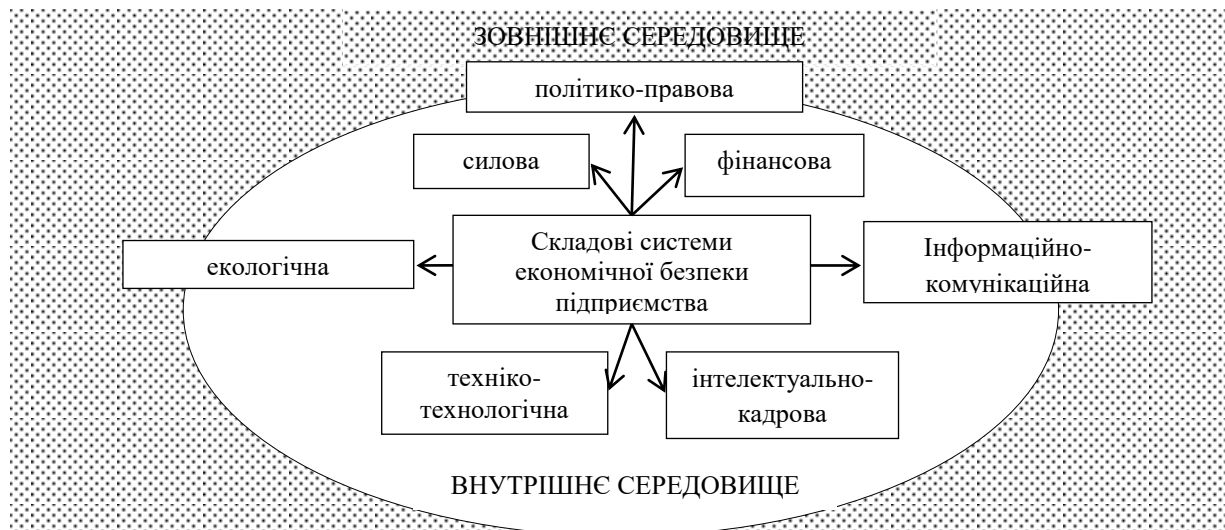 ЗОВНІШНЄ СЕРЕДОВИЩЕ
політико-правова
силова
фінансова
екологічна
Складові системи
економічної безпеки
підприємства
Інформаційно-
комунікаційна
техніко-
технологічна
інтелектуально-
кадрова
ВНУТРІШНЄ СЕРЕДОВИЩЕ